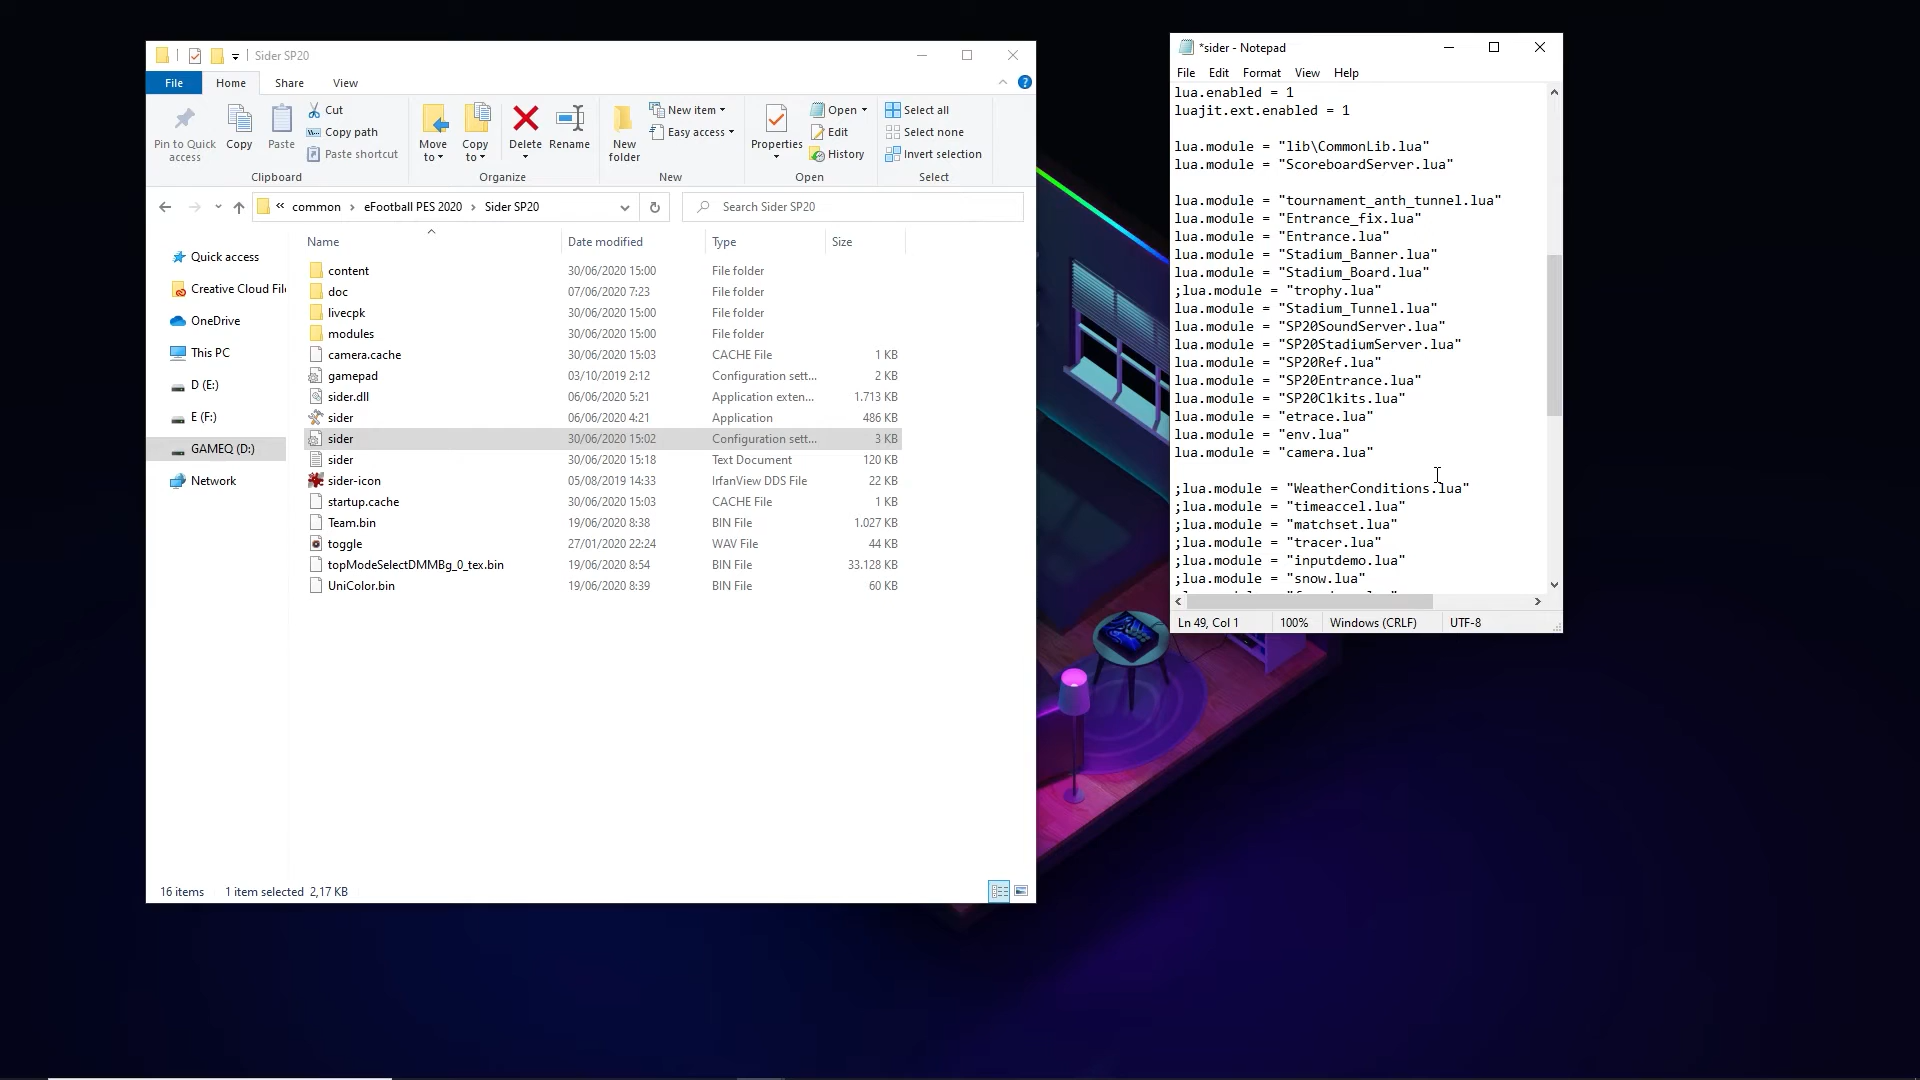 Sider SP20
File
Home
Share
View
Pin to Quick access
Copy
Paste
Cut
Copy path
Paste shortcut
Clipboard
Move to
Copy to
Delete
Rename
Organize
New folder
New item
Easy access
New
Properties
Open
Edit
History
Open
Select all
Select none
Invert selection
Select
« common › eFootball PES 2020 › Sider SP20
Search Sider SP20
Quick access
Creative Cloud File
OneDrive
This PC
D (E:)
E (F:)
GAMEQ (D:)
Network
Name Date modified Type Size
content 30/06/2020 15:00 File folder
doc 07/06/2020 7:23 File folder
livecpk 30/06/2020 15:00 File folder
modules 30/06/2020 15:00 File folder
camera.cache 30/06/2020 15:03 CACHE File 1 KB
gamepad 03/10/2019 2:12 Configuration sett... 2 KB
sider.dll 06/06/2020 5:21 Application exten... 1.713 KB
sider 06/06/2020 4:21 Application 486 KB
sider 30/06/2020 15:02 Configuration sett... 3 KB
sider 30/06/2020 15:18 Text Document 120 KB
sider-icon 05/08/2019 14:33 IrfanView DDS File 22 KB
startup.cache 30/06/2020 15:03 CACHE File 1 KB
Team.bin 19/06/2020 8:38 BIN File 1.027 KB
toggle 27/01/2020 22:24 WAV File 44 KB
topModeSelectDMMBg_0_tex.bin 19/06/2020 8:54 BIN File 33.128 KB
UniColor.bin 19/06/2020 8:39 BIN File 60 KB
16 items 1 item selected 2,17 KB
*sider - Notepad
File Edit Format View Help
lua.enabled = 1
luajit.ext.enabled = 1
lua.module = "lib\CommonLib.lua"
lua.module = "ScoreboardServer.lua"
lua.module = "tournament_anth_tunnel.lua"
lua.module = "Entrance_fix.lua"
lua.module = "Entrance.lua"
lua.module = "Stadium_Banner.lua"
lua.module = "Stadium_Board.lua"
;lua.module = "trophy.lua"
lua.module = "Stadium_Tunnel.lua"
lua.module = "SP20SoundServer.lua"
lua.module = "SP20StadiumServer.lua"
lua.module = "SP20Ref.lua"
lua.module = "SP20Entrance.lua"
lua.module = "SP20Clkits.lua"
lua.module = "etrace.lua"
lua.module = "env.lua"
lua.module = "camera.lua"
;lua.module = "WeatherConditions.lua"
;lua.module = "timeaccel.lua"
;lua.module = "matchset.lua"
;lua.module = "tracer.lua"
;lua.module = "inputdemo.lua"
;lua.module = "snow.lua"
Ln 49, Col 1 100% Windows (CRLF) UTF-8